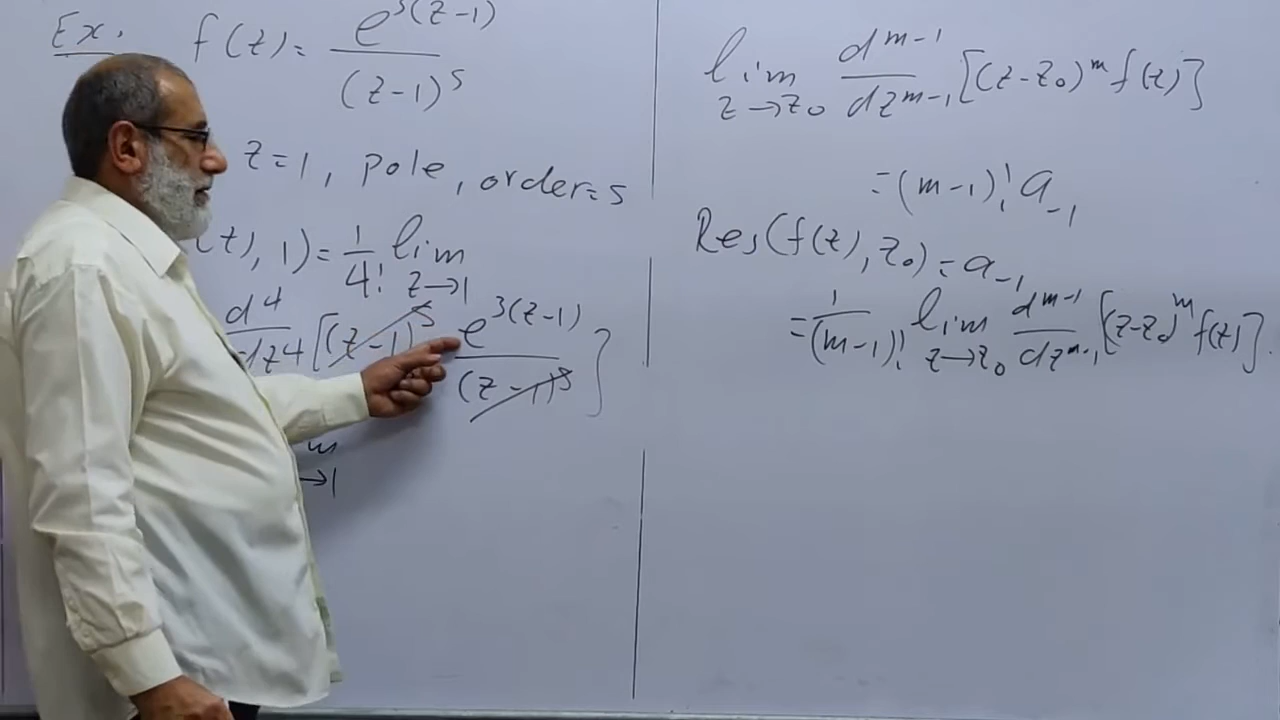 Ex. f(z) = e^3(z-1) / (z-1)^5
z=1, pole, order=5
(z), 1) = 1/4! lim z→1
d^4/dz^4 [(z-1)^5 e^3(z-1) / (z-1)^5]
→1
lim z→z₀ d^m-1/dz^m-1 [(z-z₀)^m f(z)]
= (m-1)! a₋₁
Res(f(z), z₀) = a₋₁
= 1/(m-1)! lim z→z₀ d^m-1/dz^m-1 [(z-z₀)^m f(z)].